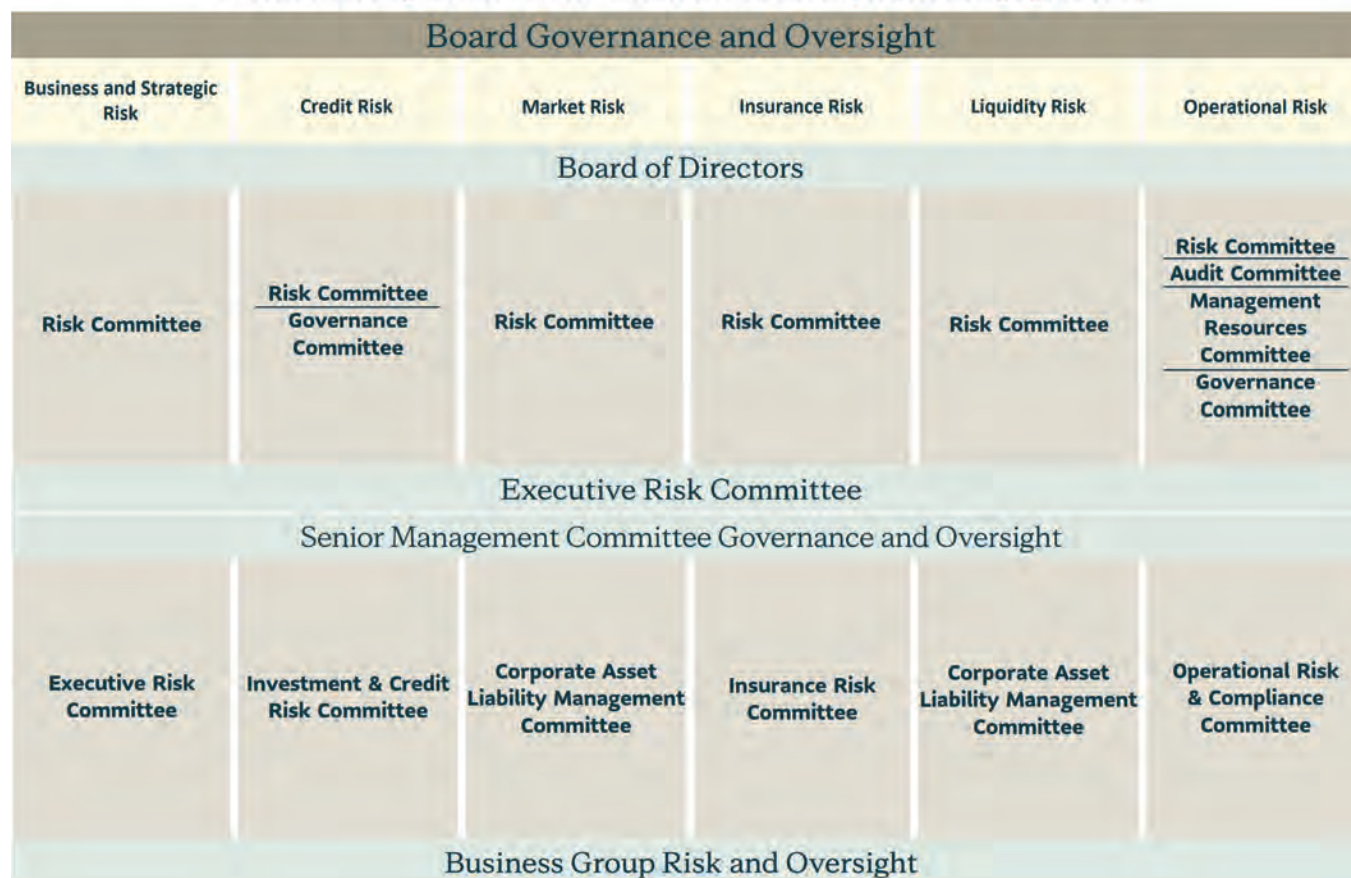 Board Governance and Oversight
Business and Strategic
Risk
Credit Risk
Market Risk
Insurance Risk
Liquidity Risk
Operational Risk
Board of Directors
Risk Committee
Risk Committee
Governance
Committee
Risk Committee
Risk Committee
Risk Committee
Risk Committee
Audit Committee
Management
Resources
Committee
Governance
Committee
Executive Risk Committee
Senior Management Committee Governance and Oversight
Executive Risk
Committee
Investment & Credit
Risk Committee
Corporate Asset
Liability Management
Committee
Insurance Risk
Committee
Corporate Asset
Liability Management
Committee
Operational Risk
& Compliance
Committee
Business Group Risk and Oversight